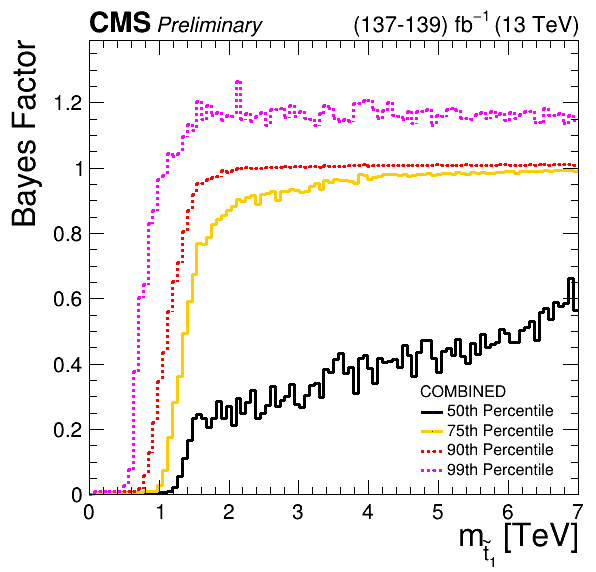 CMS Preliminary (137-139) fb⁻¹ (13 TeV)
Bayes Factor
1.2
1
0.8
0.6
0.4
0.2
0
COMBINED
50th Percentile
75th Percentile
90th Percentile
99th Percentile
0 1 2 3 4 5 6 7
m_t̃₁ [TeV]